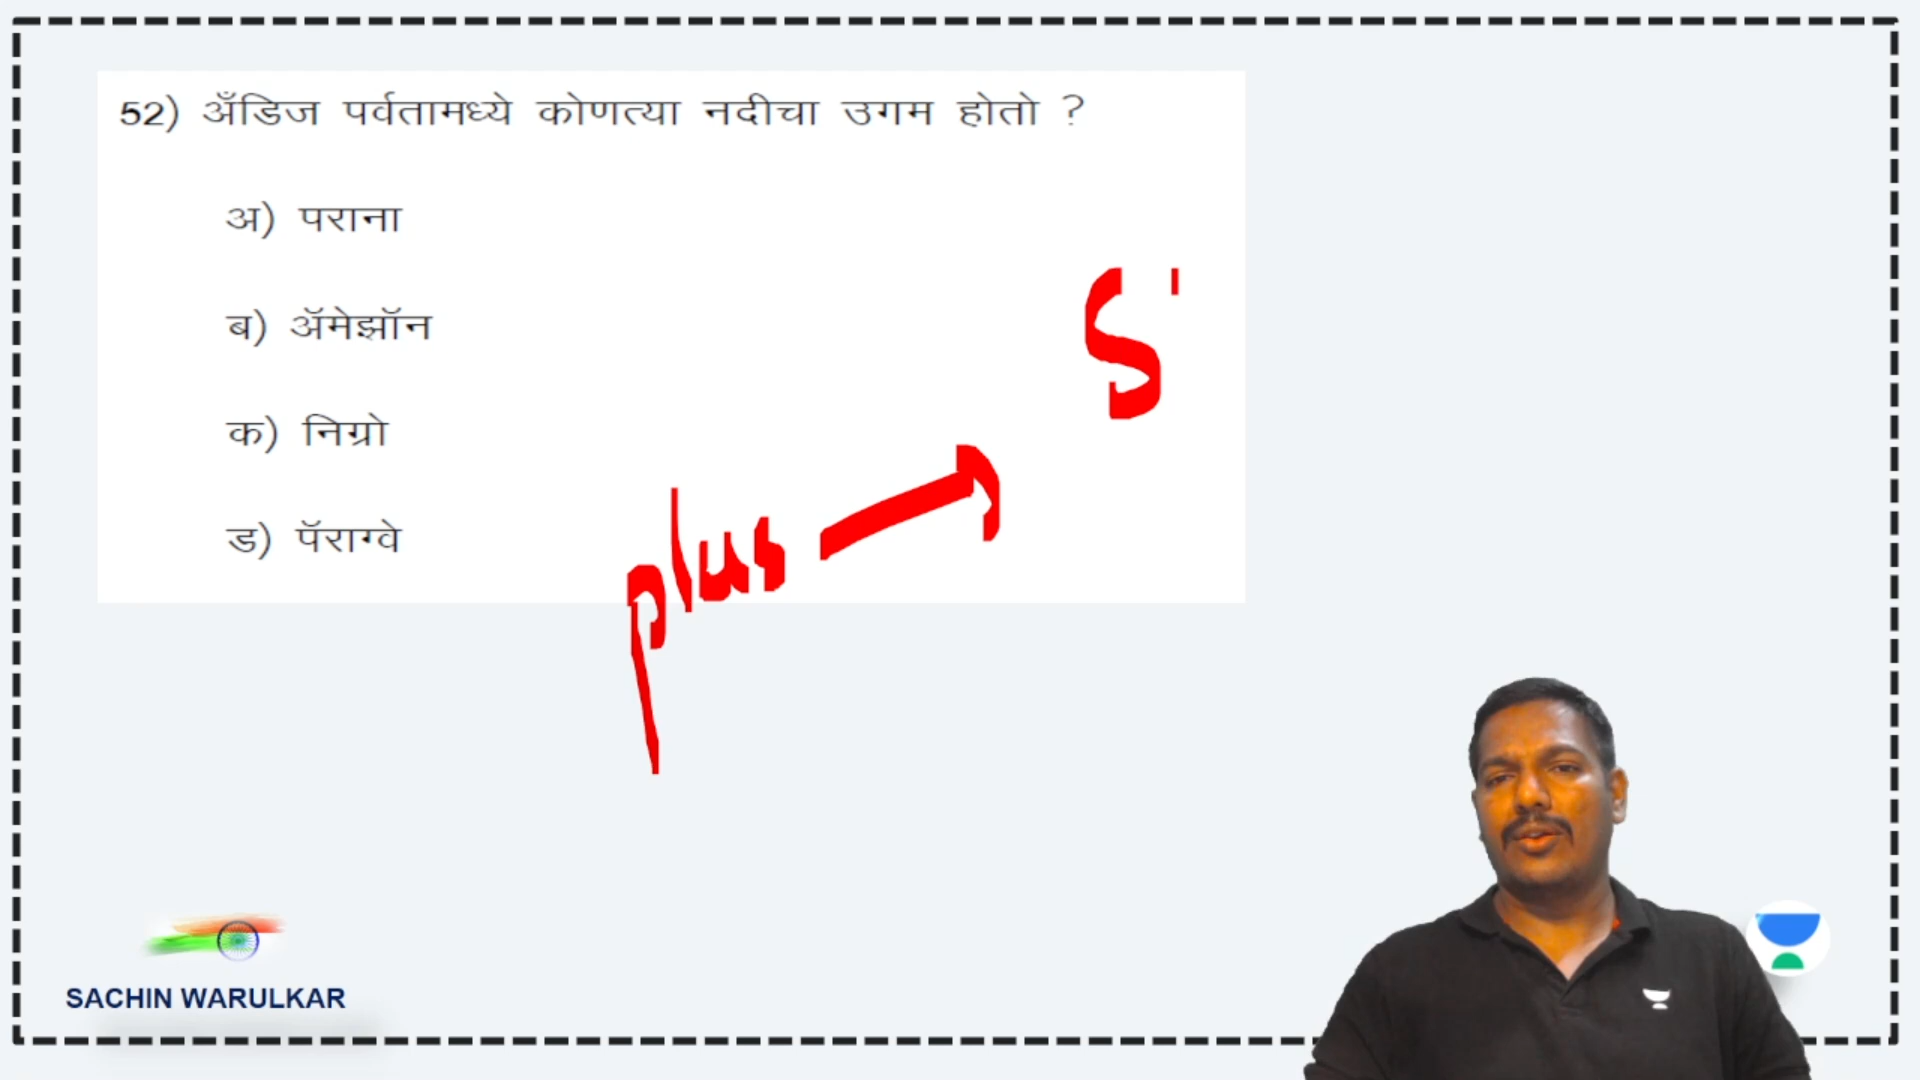 52) अँडिज पर्वतामध्ये कोणत्या नदीचा उगम होतो ?
अ) पराना
ब) ॲमेझॉन
क) निग्रो
ड) पॅराग्वे
S
plus
SACHIN WARULKAR